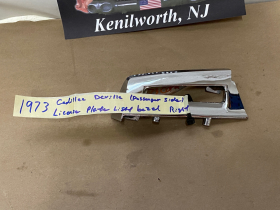 Kenilworth, NJ
1973 Cadillac Deville (Passenger side)
License Plate Light bezel Right